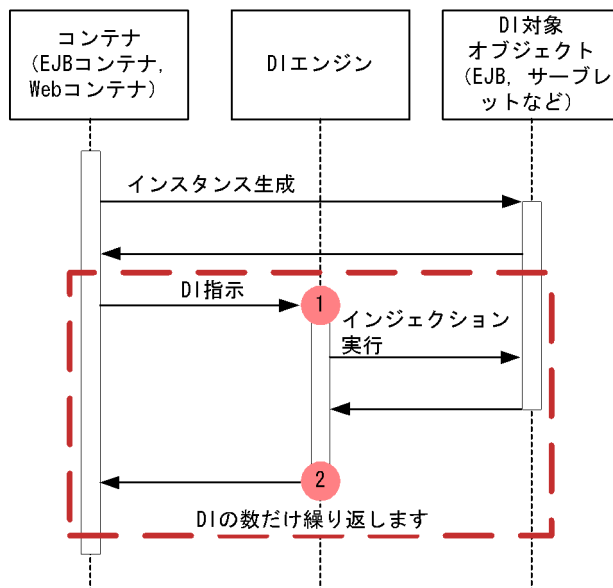 コンテナ
(EJBコンテナ,
Webコンテナ)
DIエンジン
DI対象
オブジェクト
(EJB, サーブレ
ットなど)
インスタンス生成
DI指示
1
インジェクション
実行
2
DIの数だけ繰り返します